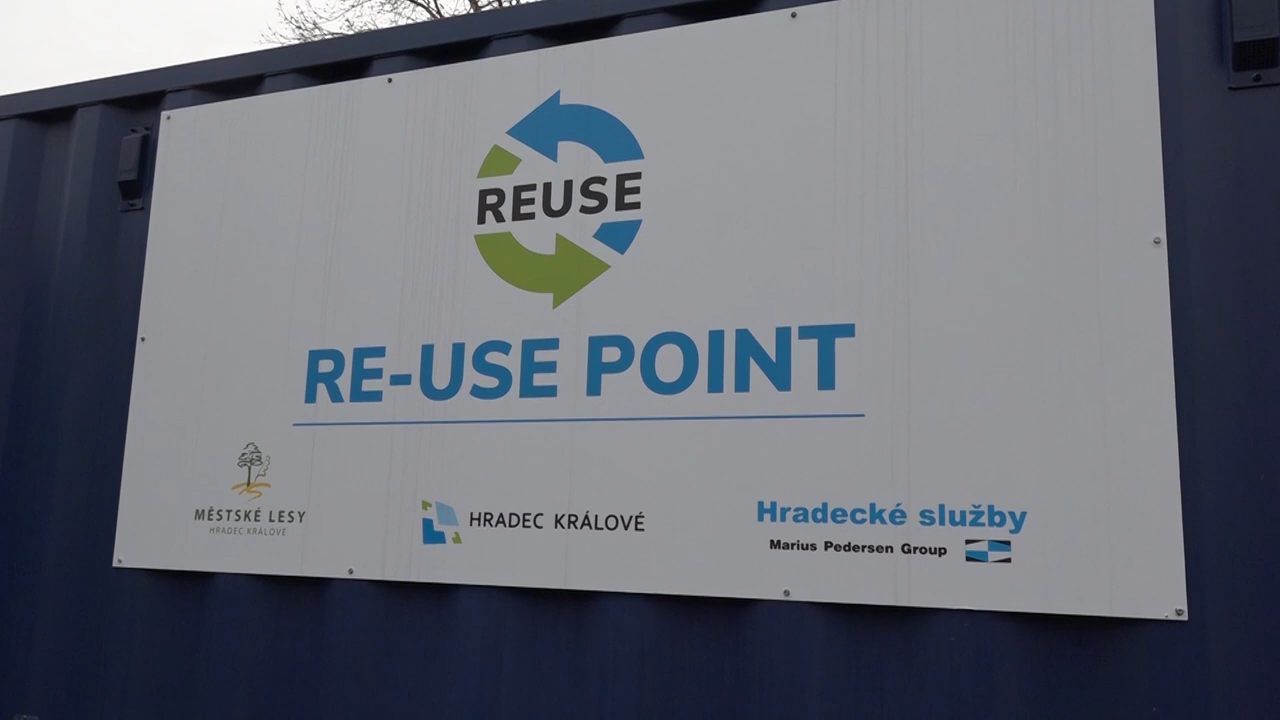 REUSE
RE-USE POINT
MĚSTSKÉ LESY
HRADEC KRÁLOVÉ
HRADEC KRÁLOVÉ
Hradecké služby
Marius Pedersen Group